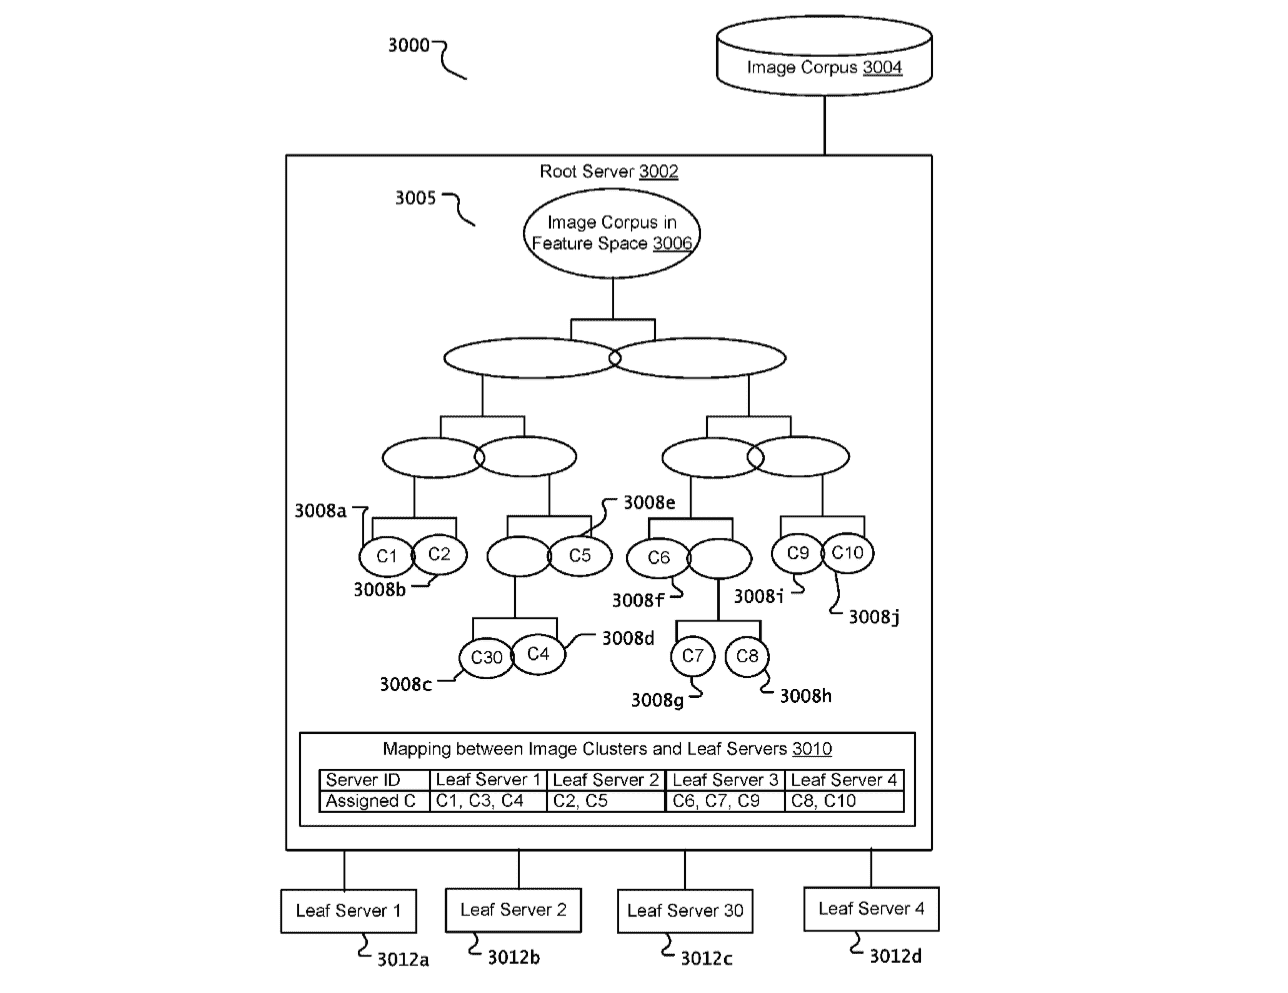 3000
Image Corpus 3004
Root Server 3002
3005
Image Corpus in
Feature Space 3006
3008a
3008e
C1
C2
C5
C6
C9
C10
3008b
3008f
3008i
3008j
C30
C4
3008d
C7
C8
3008c
3008g
3008h
Mapping between Image Clusters and Leaf Servers 3010
Server ID Leaf Server 1 Leaf Server 2 Leaf Server 3 Leaf Server 4
Assigned C C1, C3, C4 C2, C5 C6, C7, C9 C8, C10
Leaf Server 1
Leaf Server 2
Leaf Server 30
Leaf Server 4
3012a
3012b
3012c
3012d